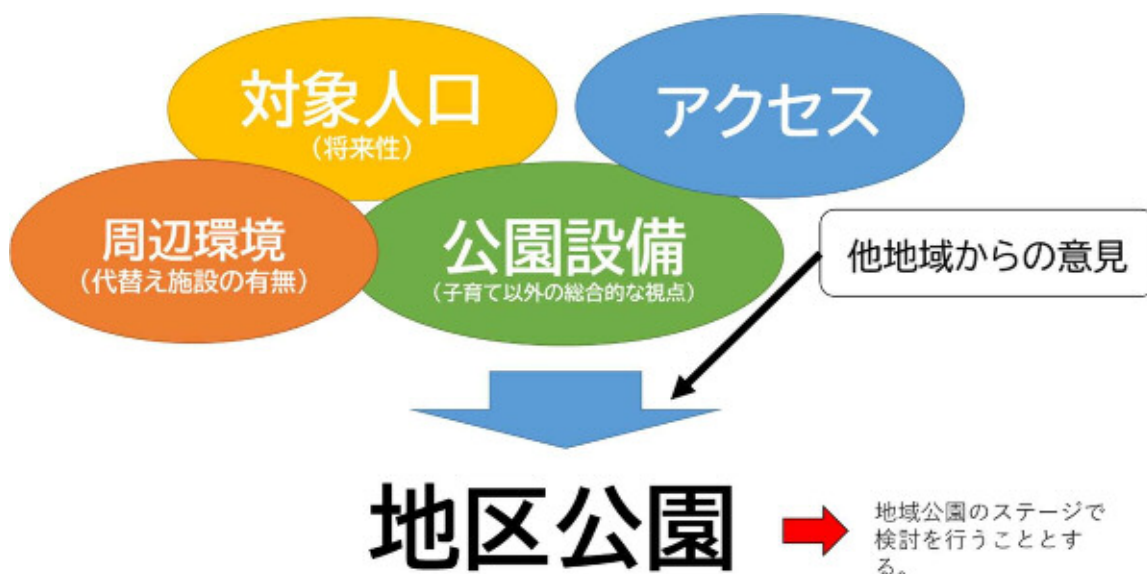 対象人口
（将来性）
アクセス
周辺環境
（代替え施設の有無）
公園設備
（子育て以外の総合的な視点）
他地域からの意見
地区公園
地域公園のステージで
検討を行うこととす
る。